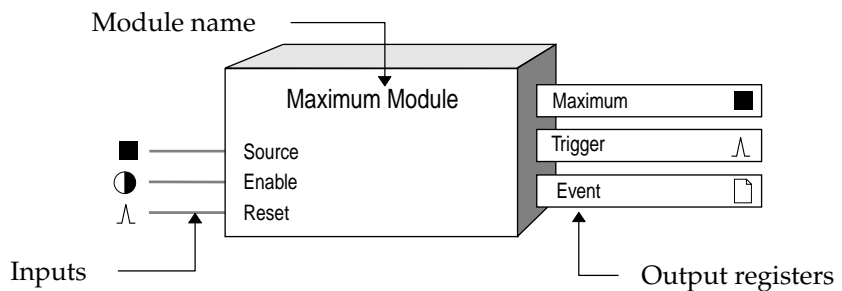 Module name
Maximum Module
Maximum
Source
Trigger
Enable
Event
Reset
Inputs
Output registers